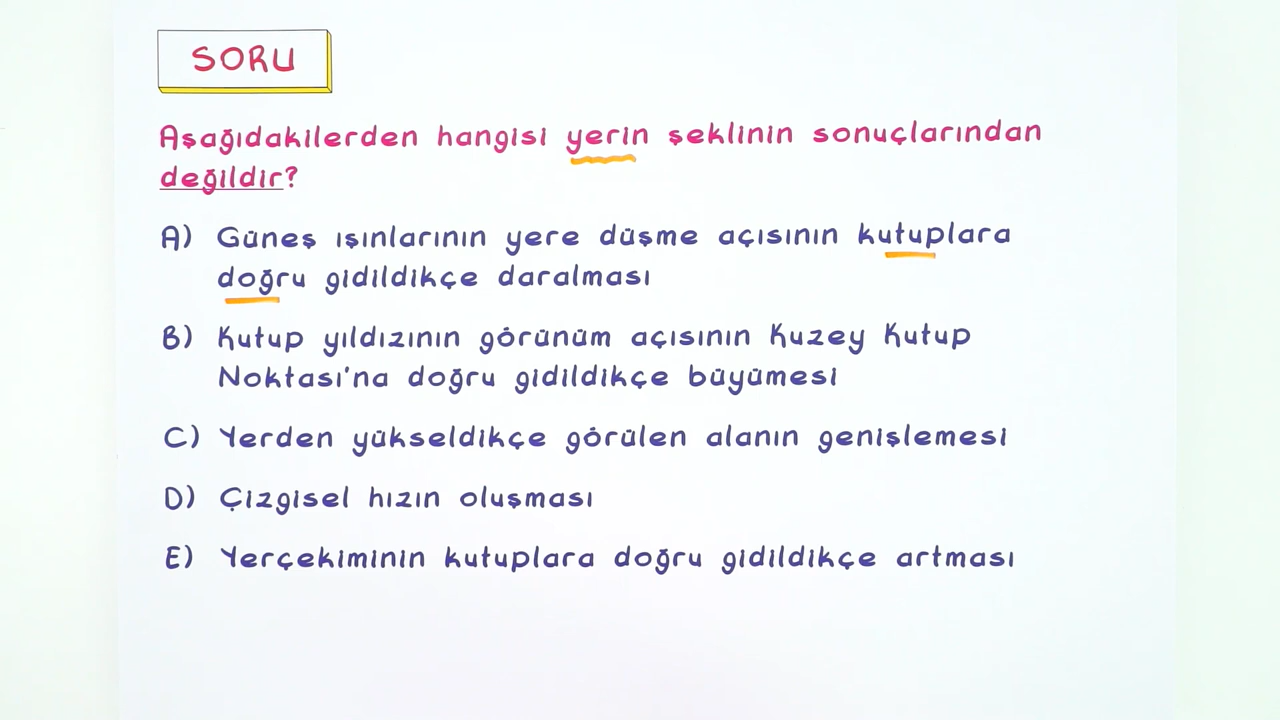 SORU
Aşağıdakilerden hangisi yerin şeklinin sonuçlarından
değildir?
A) Güneş ışınlarının yere düşme açısının kutuplara
doğru gidildikçe daralması
B) Kutup yıldızının görünüm açısının Kuzey Kutup
Noktası'na doğru gidildikçe büyümesi
C) Yerden yükseldikçe görülen alanın genişlemesi
D) Çizgisel hızın oluşması
E) Yerçekiminin kutuplara doğru gidildikçe artması